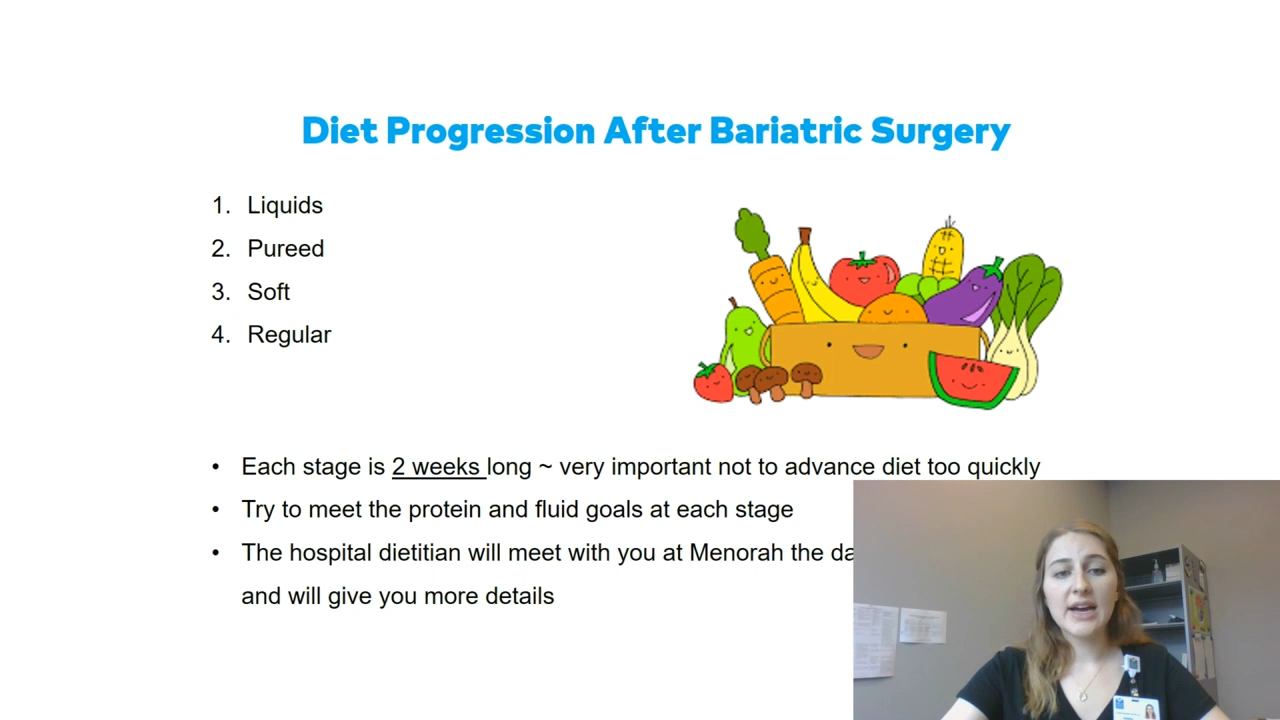 Diet Progression After Bariatric Surgery
1. Liquids
2. Pureed
3. Soft
4. Regular
• Each stage is 2 weeks long ~ very important not to advance diet too quickly
• Try to meet the protein and fluid goals at each stage
• The hospital dietitian will meet with you at Menorah the
and will give you more details